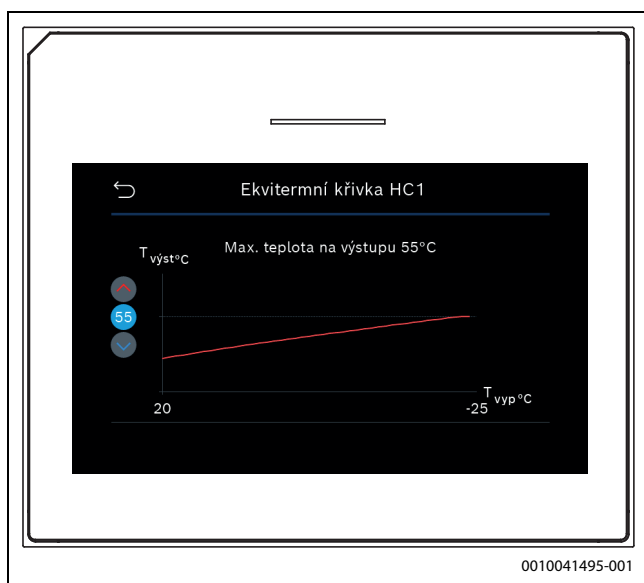 Ekvitermní křivka HC1
T výst°C
Max. teplota na výstupu 55°C
55
T vyp°C
20
-25
0010041495-001